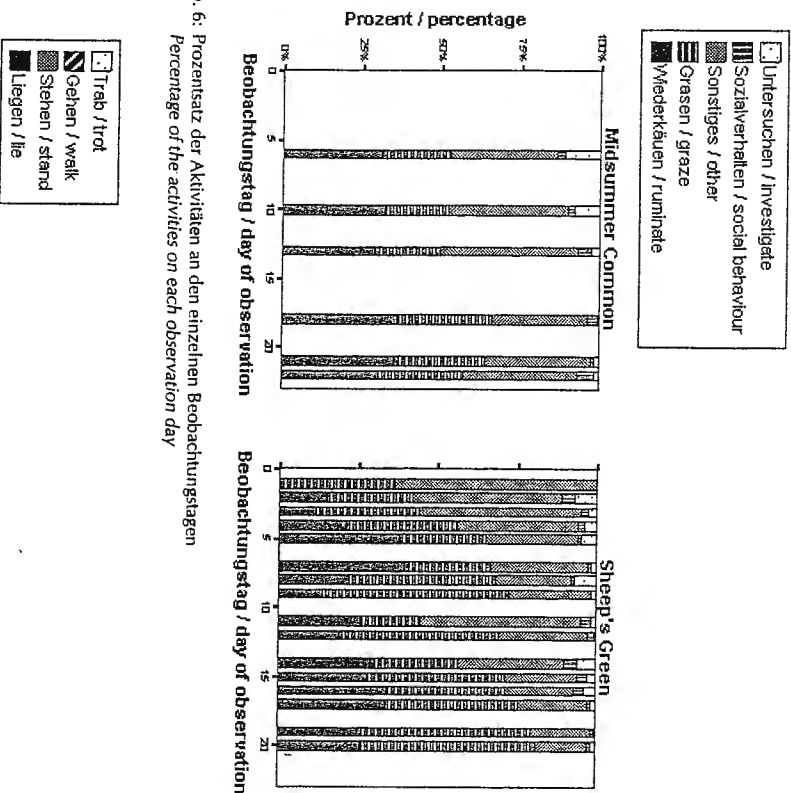 Untersuchen / investigate
Sozialverhalten / social behaviour
Sonstiges / other
Grasen / graze
Wiederkäuen / ruminate
Prozent / percentage
100%
75%
50%
25%
0%
Midsummer Common
0 5 10 15 20
Beobachtungstag / day of observation
Sheep's Green
0 5 10 15 20
Beobachtungstag / day of observation
. 6: Prozentsatz der Aktivitäten an den einzelnen Beobachtungstagen
Percentage of the activities on each observation day
Trab / trot
Gehen / walk
Stehen / stand
Liegen / lie